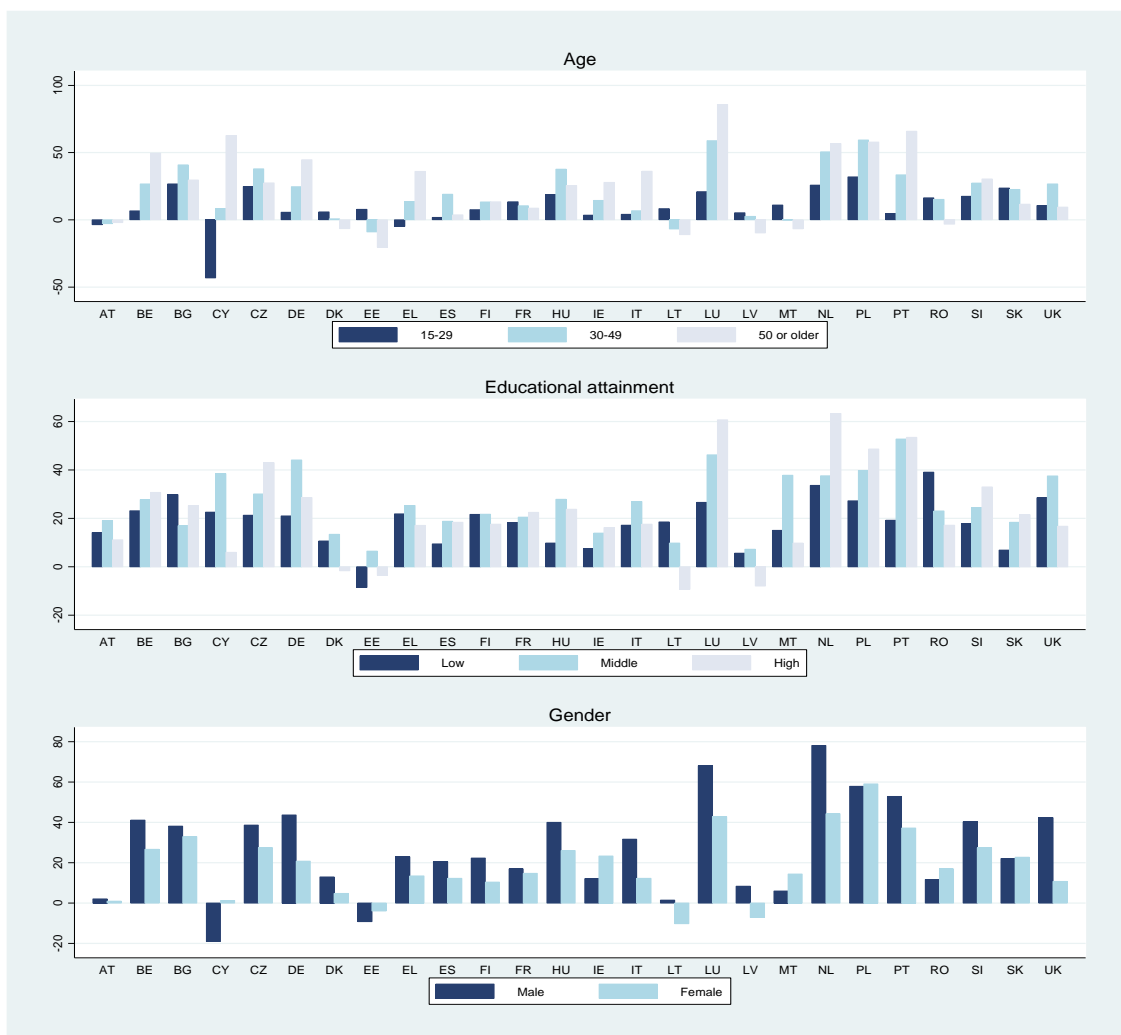 Age
100
50
0
-50
AT BE BG CY CZ DE DK EE EL ES FI FR HU IE IT LT LU LV MT NL PL PT RO SI SK UK
15-29 30-49 50 or older
Educational attainment
60
40
20
0
-20
AT BE BG CY CZ DE DK EE EL ES FI FR HU IE IT LT LU LV MT NL PL PT RO SI SK UK
Low Middle High
Gender
80
60
40
20
0
-20
AT BE BG CY CZ DE DK EE EL ES FI FR HU IE IT LT LU LV MT NL PL PT RO SI SK UK
Male Female